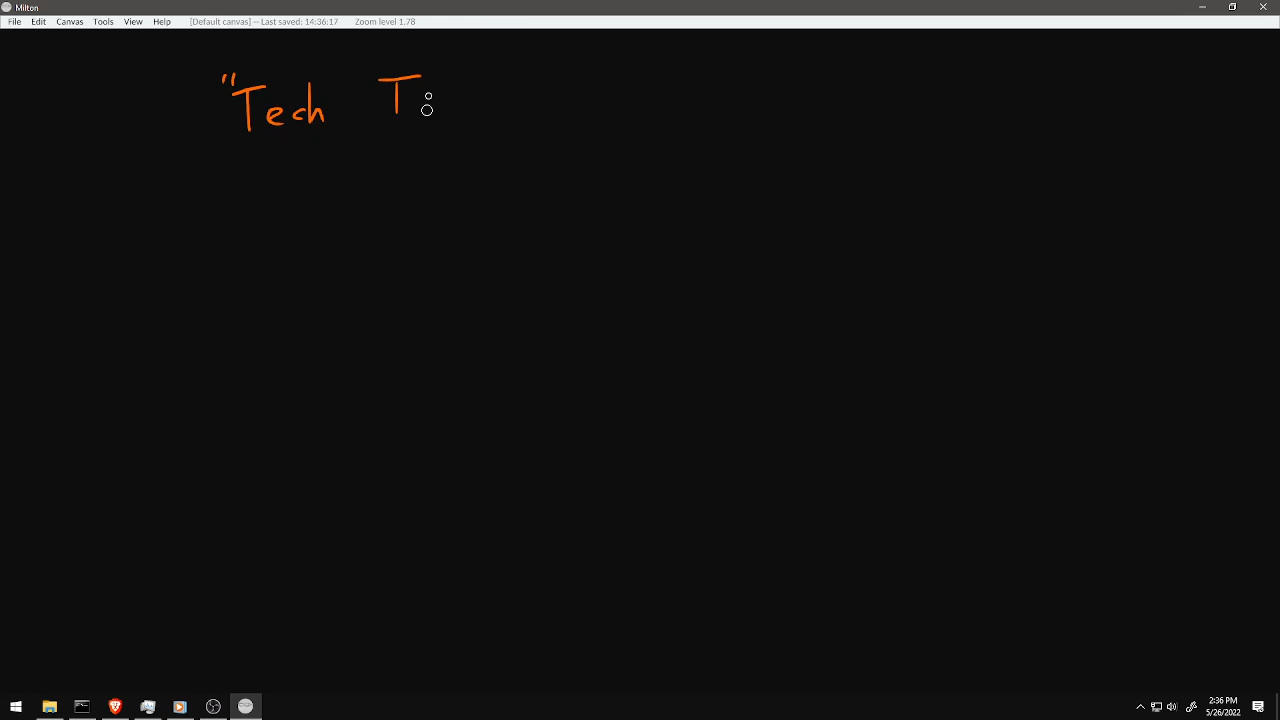 Milton
File Edit Canvas Tools View Help [Default canvas] -- Last saved: 14:36:17 Zoom level 1.78
"Tech T
2:36 PM
5/26/2022